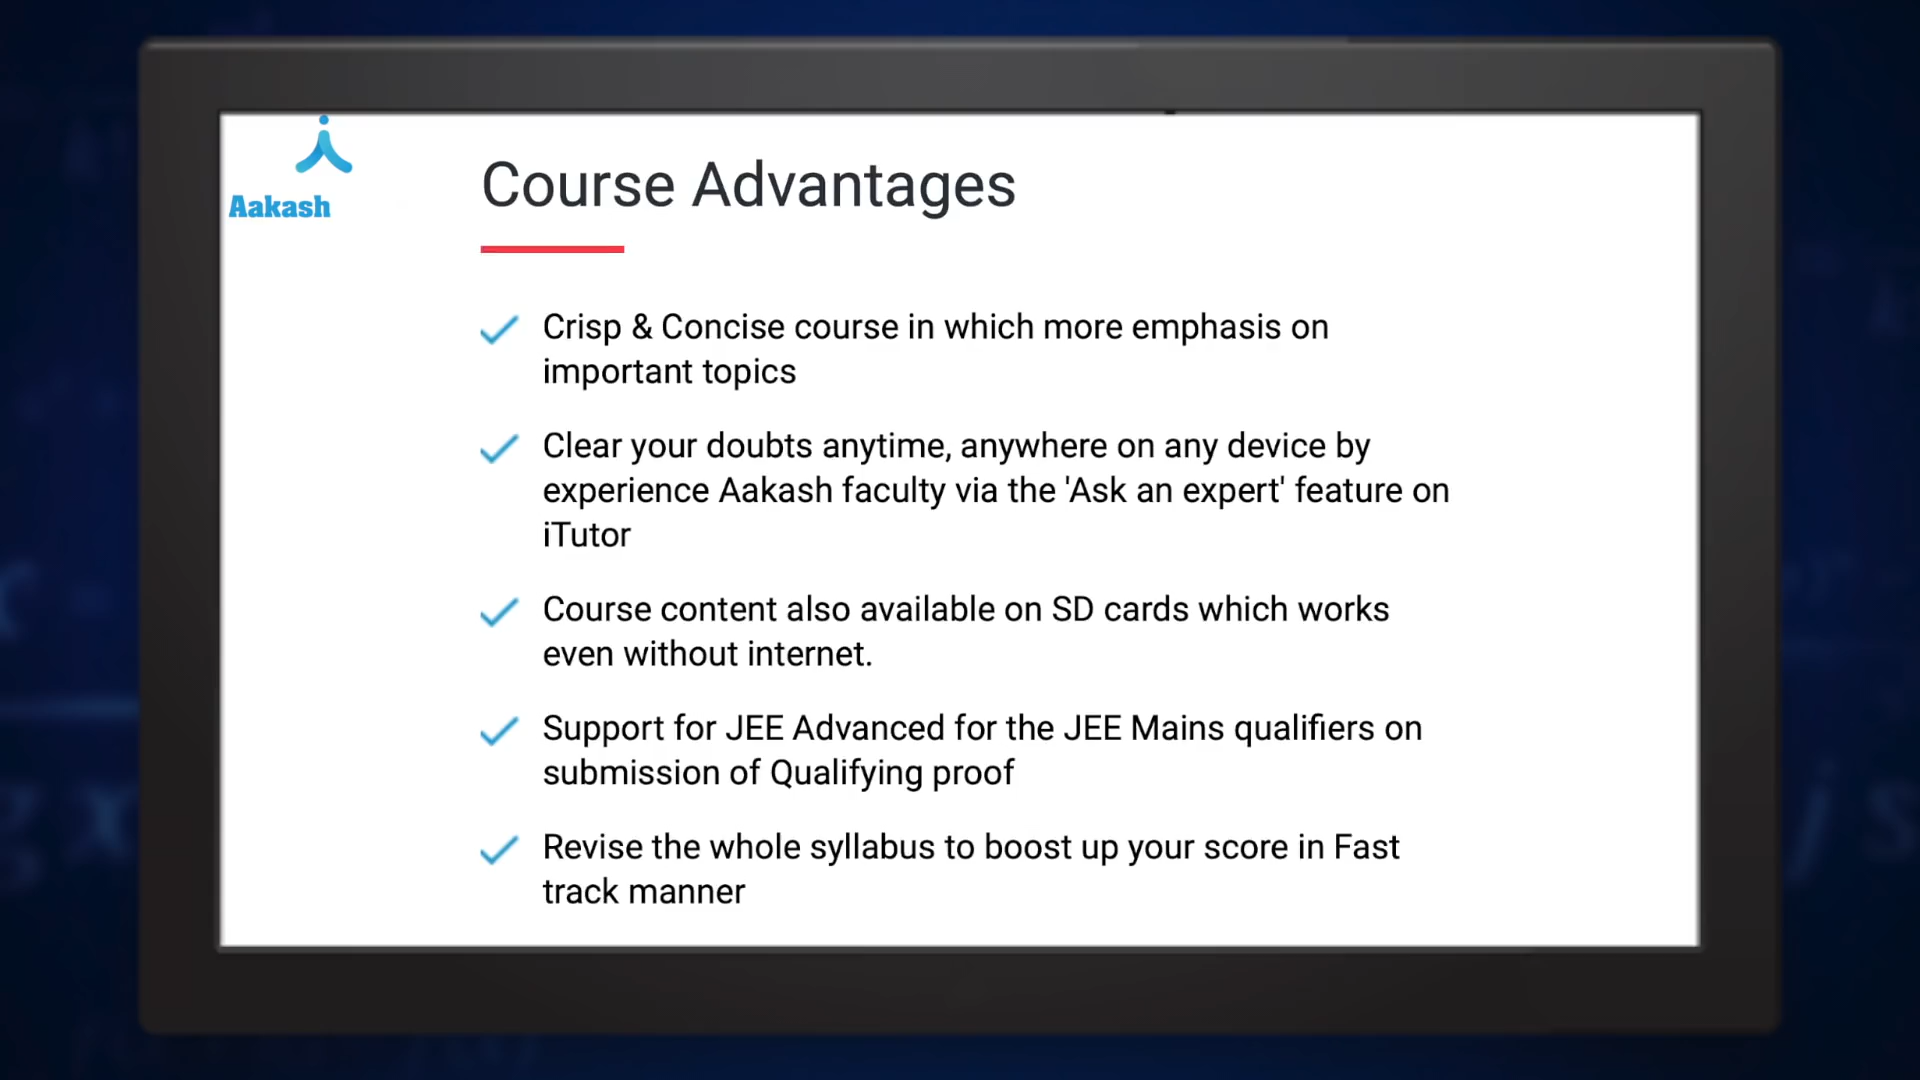 Aakash
Course Advantages
Crisp & Concise course in which more emphasis on
important topics
Clear your doubts anytime, anywhere on any device by
experience Aakash faculty via the 'Ask an expert' feature on
iTutor
Course content also available on SD cards which works
even without internet.
Support for JEE Advanced for the JEE Mains qualifiers on
submission of Qualifying proof
Revise the whole syllabus to boost up your score in Fast
track manner